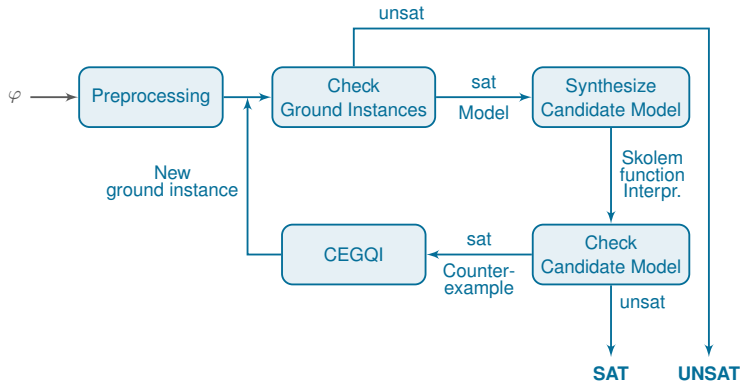 unsat
φ
Preprocessing
Check
Ground Instances
sat
Model
Synthesize
Candidate Model
New
ground instance
Skolem
function
Interpr.
CEGQI
sat
Counter-
example
Check
Candidate Model
unsat
SAT
UNSAT